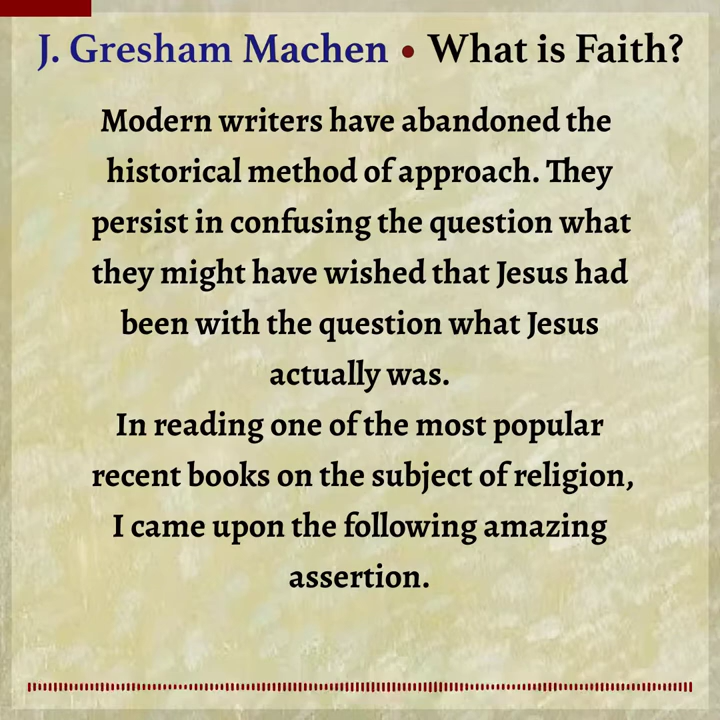 J. Gresham Machen • What is Faith?
Modern writers have abandoned the
historical method of approach. They
persist in confusing the question what
they might have wished that Jesus had
been with the question what Jesus
actually was.
In reading one of the most popular
recent books on the subject of religion,
I came upon the following amazing
assertion.